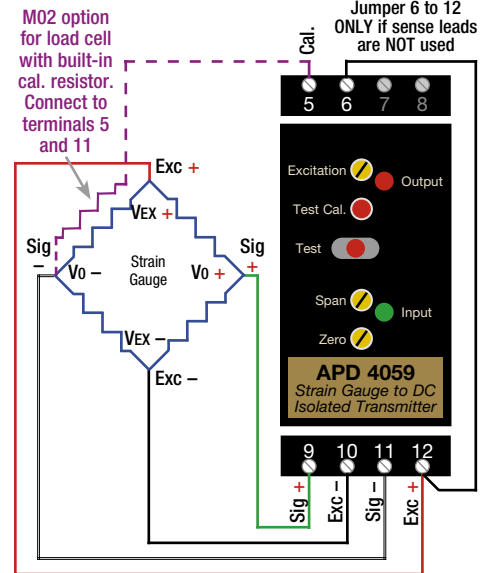 M02 option
for load cell
with built-in
cal. resistor.
Connect to
terminals 5
and 11
Jumper 6 to 12
ONLY if sense leads
are NOT used
Cal.
5 6 7 8
Exc +
VEX +
Sig
–
Vo –
Strain
Gauge
Vo +
Sig
+
VEX –
Exc –
Excitation
Output
Test Cal.
Test
Span
Input
Zero
APD 4059
Strain Gauge to DC
Isolated Transmitter
9 10 11 12
Sig +
Exc –
Sig –
Exc +